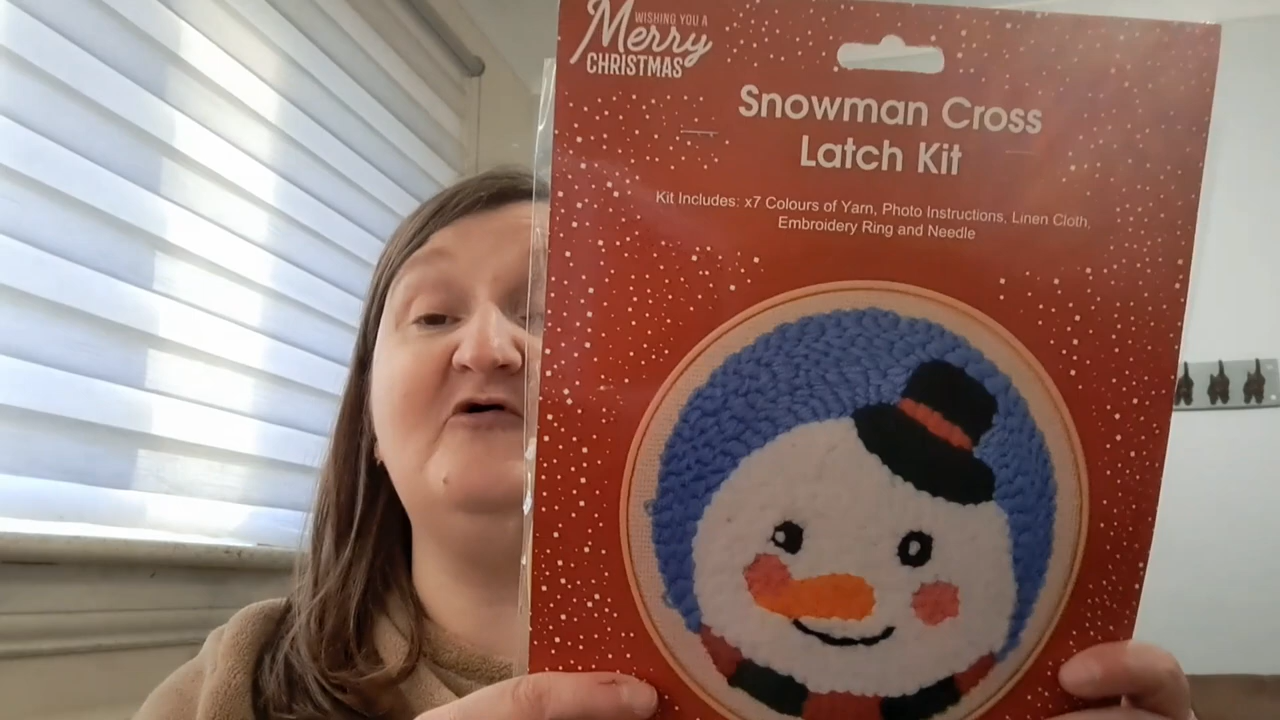 WISHING YOU A
Merry
CHRISTMAS
Snowman Cross
Latch Kit
Kit Includes: x7 Colours of Yarn, Photo Instructions, Linen Cloth,
Embroidery Ring and Needle